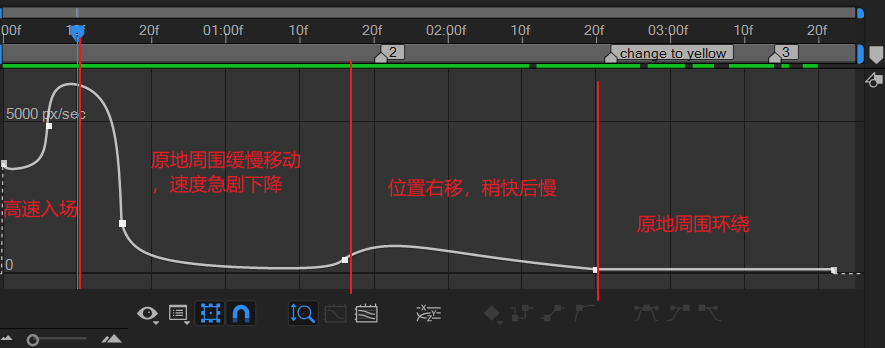 00f 10f 20f 01:00f 10f 20f 02:00f 10f 20f 03:00f 10f 20f
2 change to yellow 3
5000 px/sec
原地周围缓慢移动
，速度急剧下降
位置右移，稍快后慢
高速入场
原地周围环绕
0